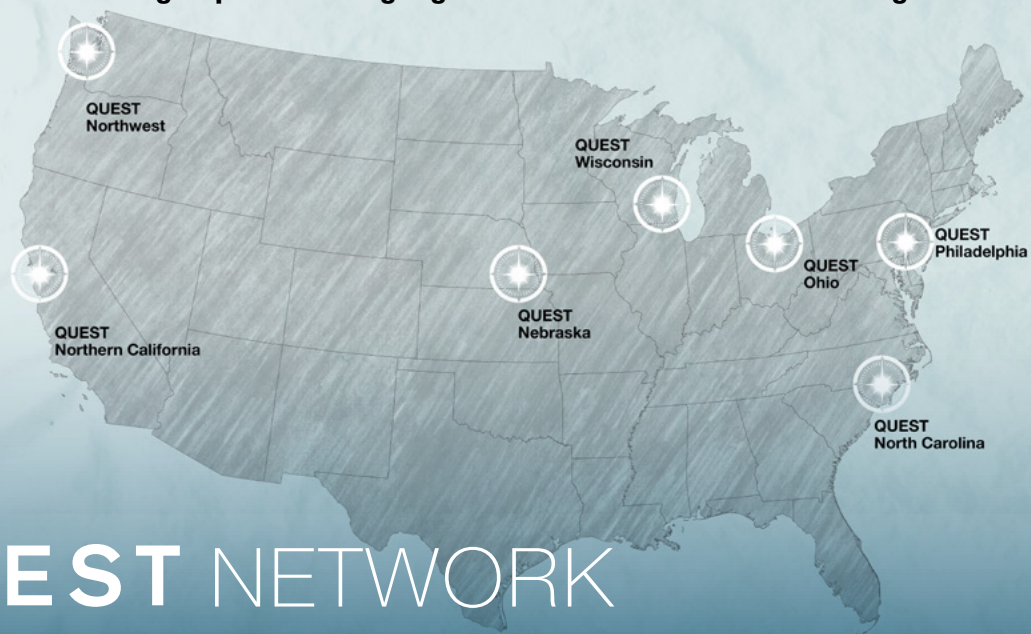 QUEST
Northwest
QUEST
Wisconsin
QUEST
Philadelphia
QUEST
Ohio
QUEST
Nebraska
QUEST
Northern California
QUEST
North Carolina
EST NETWORK